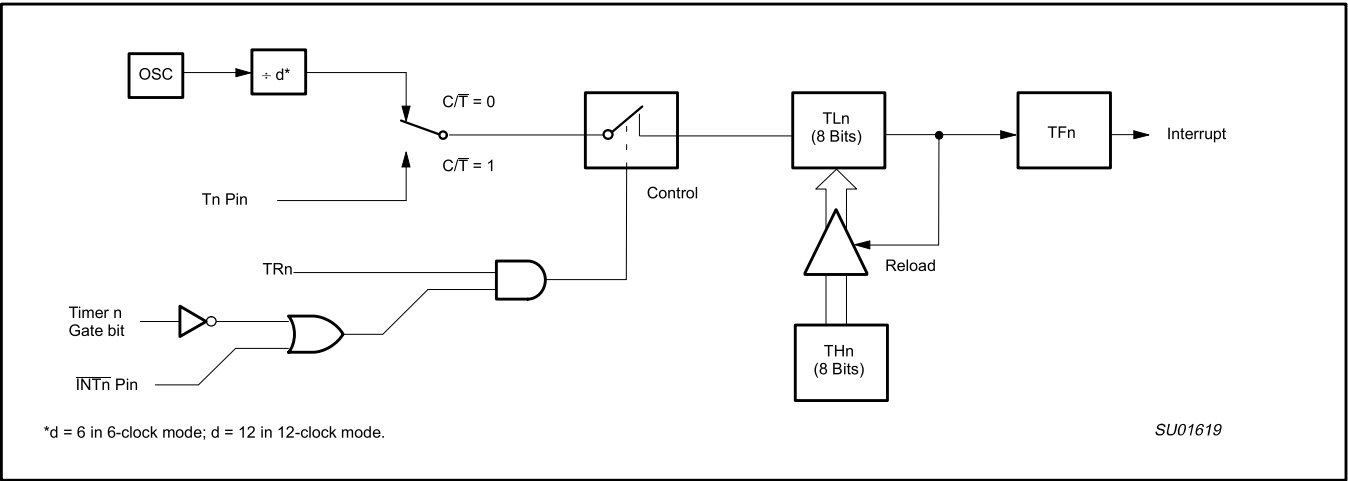 OSC
÷ d*
C/T̅ = 0
C/T̅ = 1
Tn Pin
Control
TLn
(8 Bits)
TFn
Interrupt
Reload
TRn
Timer n
Gate bit
I̅N̅T̅n̅ Pin
THn
(8 Bits)
*d = 6 in 6-clock mode; d = 12 in 12-clock mode.
SU01619